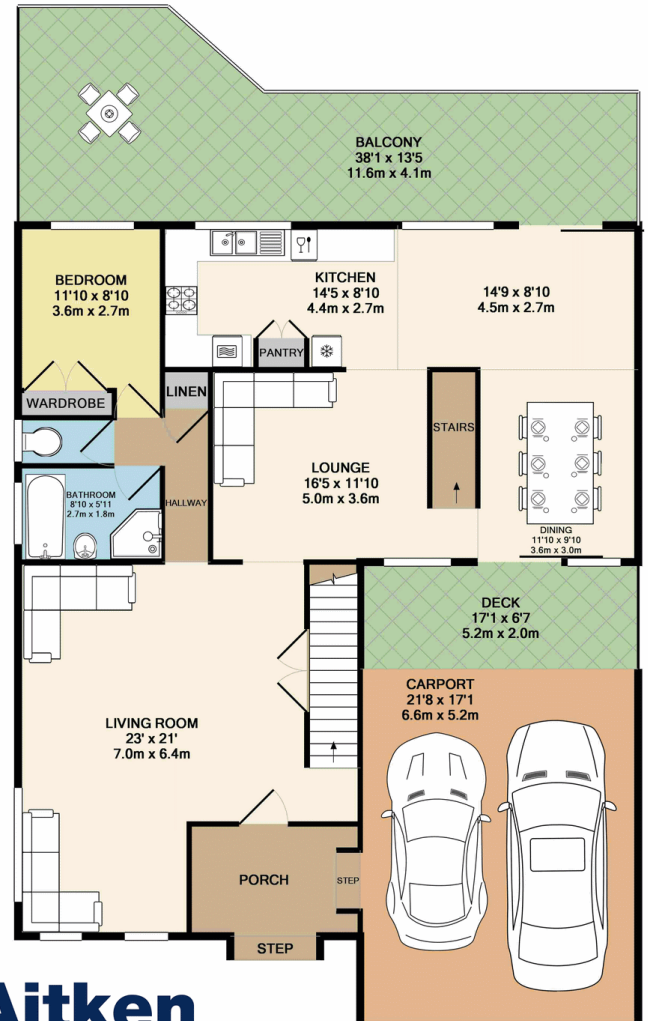 BALCONY
38'1 x 13'5
11.6m x 4.1m
BEDROOM
11'10 x 8'10
3.6m x 2.7m
KITCHEN
14'5 x 8'10
4.4m x 2.7m
14'9 x 8'10
4.5m x 2.7m
PANTRY
WARDROBE
LINEN
STAIRS
LOUNGE
16'5 x 11'10
5.0m x 3.6m
BATHROOM
8'10 x 5'11
2.7m x 1.8m
HALLWAY
DINING
11'10 x 9'10
3.6m x 3.0m
DECK
17'1 x 6'7
5.2m x 2.0m
CARPORT
21'8 x 17'1
6.6m x 5.2m
LIVING ROOM
23' x 21'
7.0m x 6.4m
PORCH
STEP
STEP
Aitken